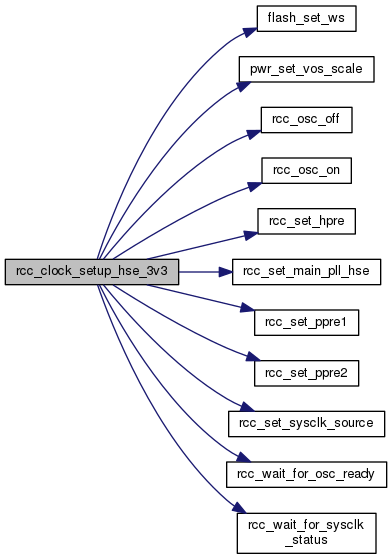 flash_set_ws
pwr_set_vos_scale
rcc_osc_off
rcc_osc_on
rcc_set_hpre
rcc_clock_setup_hse_3v3
rcc_set_main_pll_hse
rcc_set_ppre1
rcc_set_ppre2
rcc_set_sysclk_source
rcc_wait_for_osc_ready
rcc_wait_for_sysclk
_status